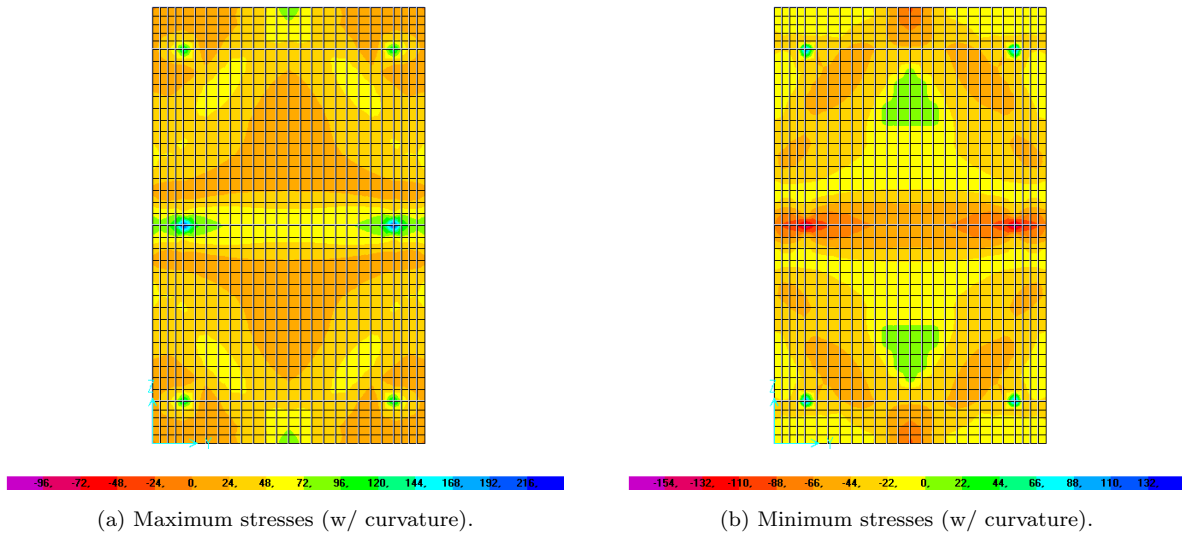 Z
Y
Z
Y
-96, -72, -48, -24, 0, 24, 48, 72, 96, 120, 144, 168, 192, 216,
-154, -132, -110, -88, -66, -44, -22, 0, 22, 44, 66, 88, 110, 132,
(a) Maximum stresses (w/ curvature).
(b) Minimum stresses (w/ curvature).